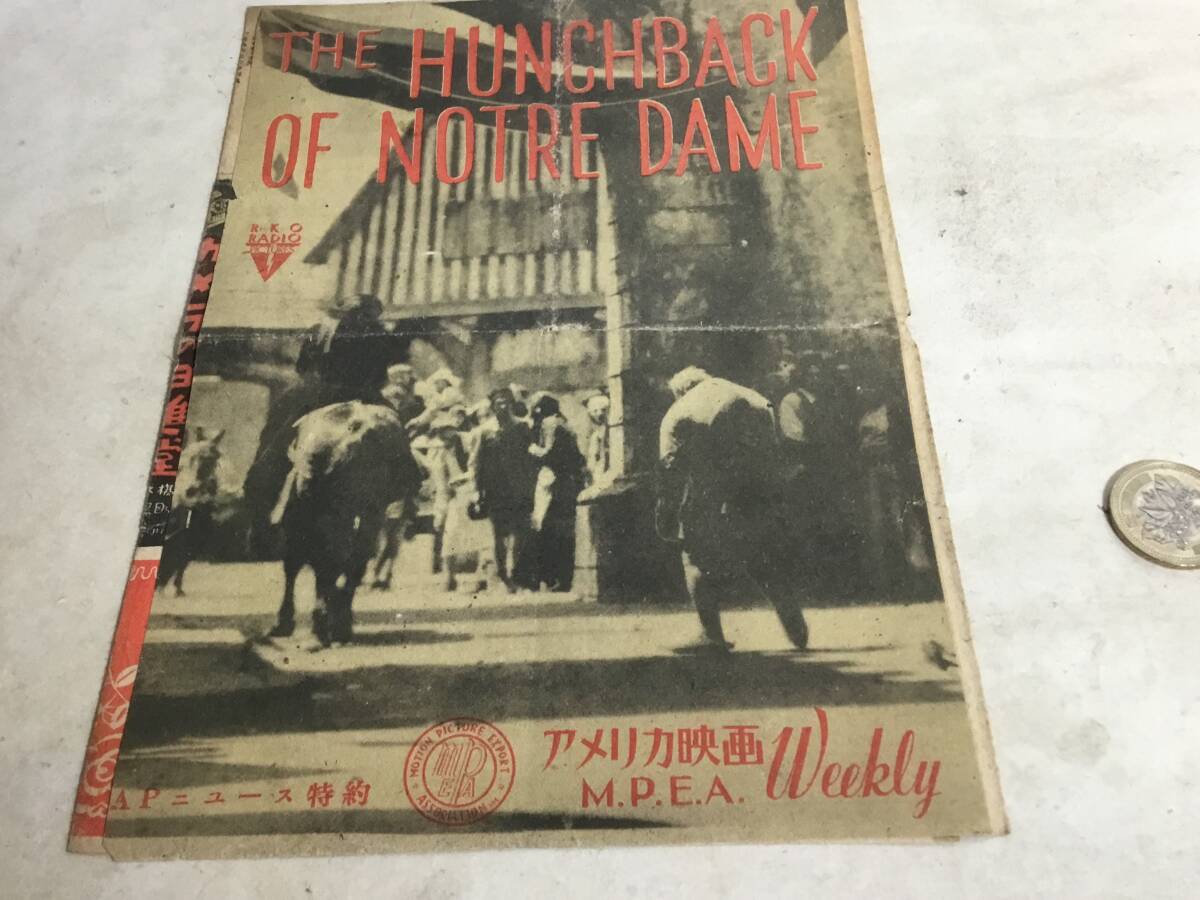 THE HUNCHBACK
OF NOTRE DAME
RKO
RADIO
PICTURES
MOTION PICTURE EXPORT
ASSOCIATION
MPEA
アメリカ映画
M.P.E.A.
Weekly
APニュース特約